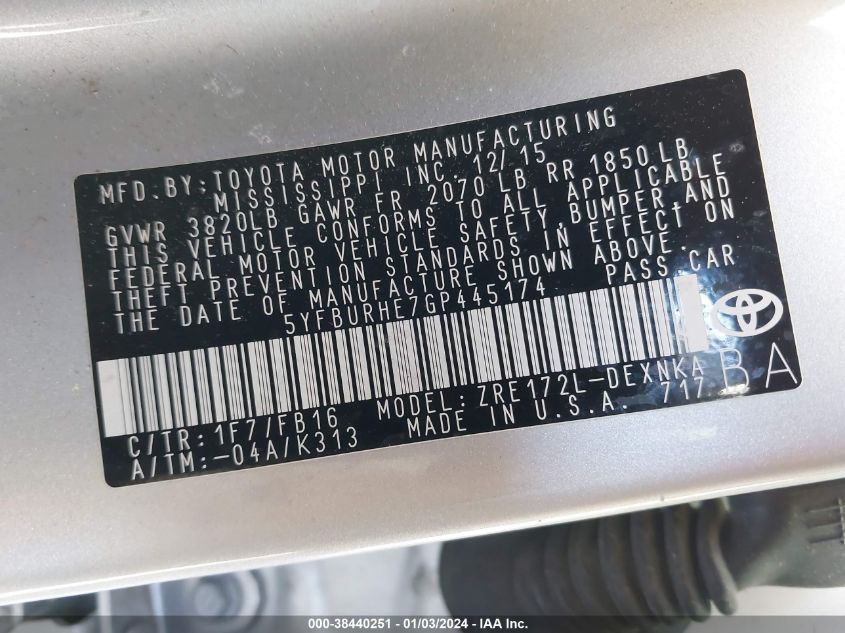 MFD. BY: TOYOTA MOTOR MANUFACTURING
MISSISSIPPI INC. 12/15
GVWR 3820LB GAWR FR 2070 LB RR 1850 LB
THIS VEHICLE CONFORMS TO ALL APPLICABLE
FEDERAL MOTOR VEHICLE SAFETY, BUMPER, AND
THEFT PREVENTION STANDARDS IN EFFECT ON
THE DATE OF MANUFACTURE SHOWN ABOVE.
5YFBURHE7GP445174 PASS CAR
C/TR: 1F7/FB16 MODEL: ZRE172L-DEXNKA BA
A/TM: -04A/K313 MADE IN U.S.A. 717
000-38440251 - 01/03/2024 - IAA Inc.